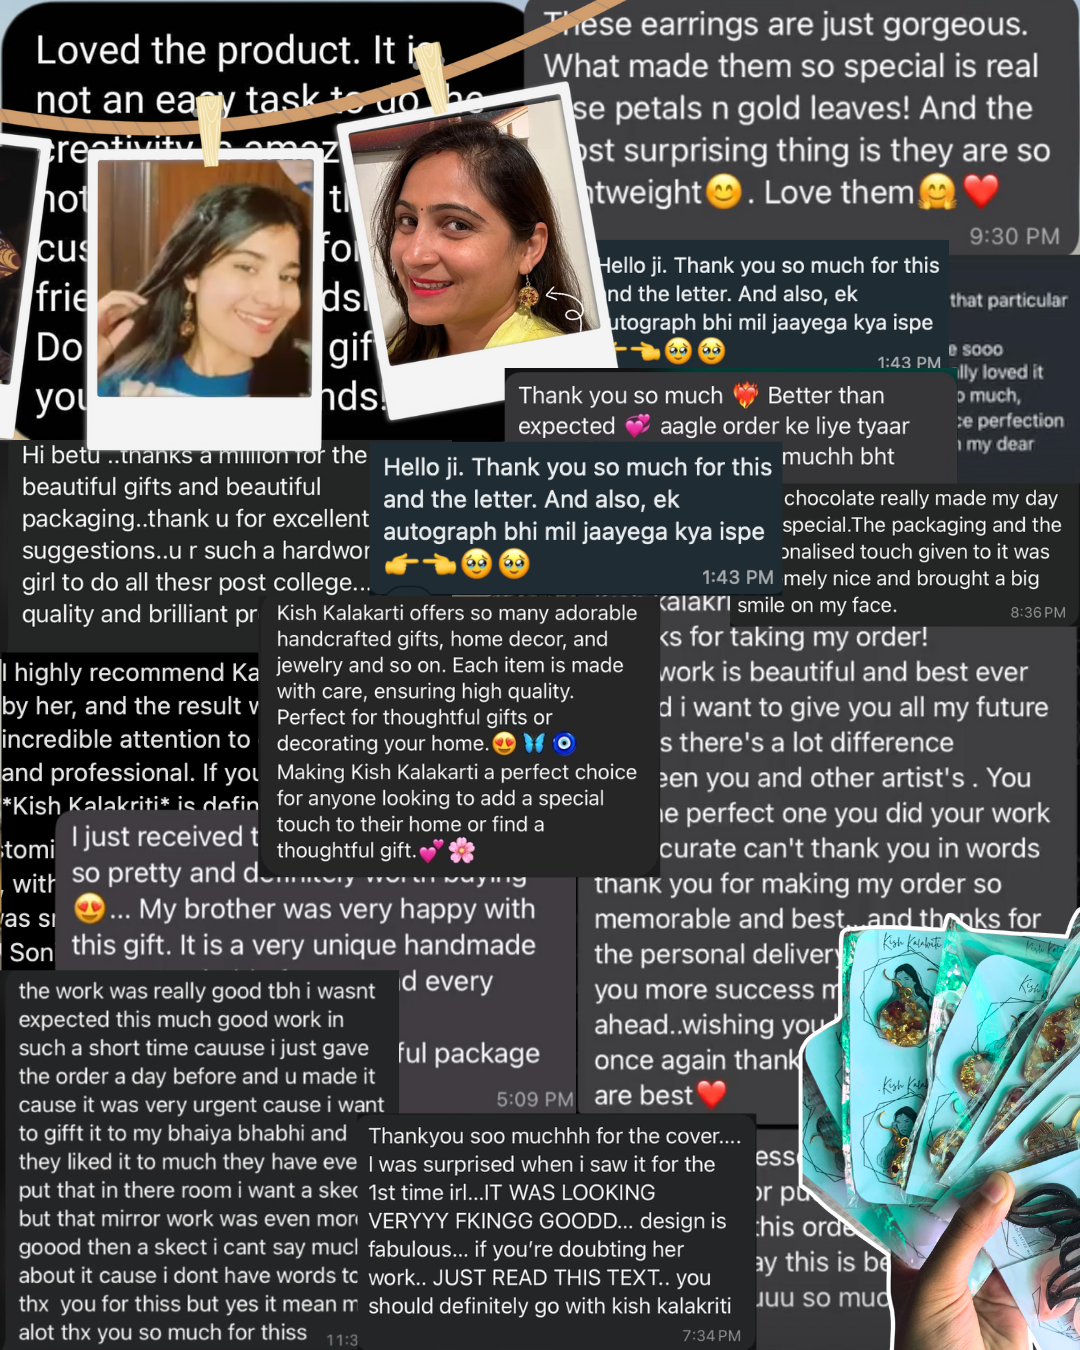 Loved the product. It is
not an easy task to do the
creativity
not
cus
frie
Do
gif
you
nds!
These earrings are just gorgeous.
What made them so special is real
se petals n gold leaves! And the
st surprising thing is they are so
ntweight😊. Love them🤗❤️
9:30 PM
Hello ji. Thank you so much for this
nd the letter. And also, ek
utograph bhi mil jaayega kya ispe
👉👈🥹🥹
1:43 PM
that particular
e sooo
lly loved it
o much,
ce perfection
my dear
Thank you so much ❤️‍🔥 Better than
expected 💞 aagle order ke liye tyaar
muchh bht
Hi betu ..thanks a million for the
beautiful gifts and beautiful
packaging..thank u for excellent
suggestions..u r such a hardwor
girl to do all thesr post college...
quality and brilliant pr
Hello ji. Thank you so much for this
and the letter. And also, ek
autograph bhi mil jaayega kya ispe
👉👈🥹🥹
1:43 PM
chocolate really made my day
special.The packaging and the
onalised touch given to it was
mely nice and brought a big
smile on my face.
8:36 PM
Kish Kalakarti offers so many adorable
handcrafted gifts, home decor, and
jewelry and so on. Each item is made
with care, ensuring high quality.
Perfect for thoughtful gifts or
decorating your home.😍🦋🧿
Making Kish Kalakarti a perfect choice
for anyone looking to add a special
touch to their home or find a
thoughtful gift.💕🌸
I highly recommend Ka
by her, and the result w
incredible attention to
and professional. If you
*Kish Kalakriti* is defin
tomi
, with
as s
Son
kalakri
ks for taking my order!
work is beautiful and best ever
d i want to give you all my future
s there's a lot difference
een you and other artist's . You
e perfect one you did your work
curate can't thank you in words
thank you for making my order so
memorable and best...and thanks for
the personal delivery
you more success m
ahead..wishing you
once again thank
are best❤️
I just received t
so pretty and definitely worth buying
😍... My brother was very happy with
this gift. It is a very unique handmade
d every
ful package
5:09 PM
the work was really good tbh i wasnt
expected this much good work in
such a short time cauuse i just gave
the order a day before and u made it
cause it was very urgent cause i want
to gifft it to my bhaiya bhabhi and
they liked it to much they have eve
put that in there room i want a skec
but that mirror work was even more
goood then a skect i cant say mucl
about it cause i dont have words to
thx you for thiss but yes it mean m
alot thx you so much for thiss
11:3
Thankyou soo muchhh for the cover....
I was surprised when i saw it for the
1st time irl...IT WAS LOOKING
VERYYY FKINGG GOODD... design is
fabulous... if you're doubting her
work.. JUST READ THIS TEXT.. you
should definitely go with kish kalakriti
7:34 PM
esse
or pu
this orde
ay this is be
uuu so muc
Kish Kalakriti
Kish Kala